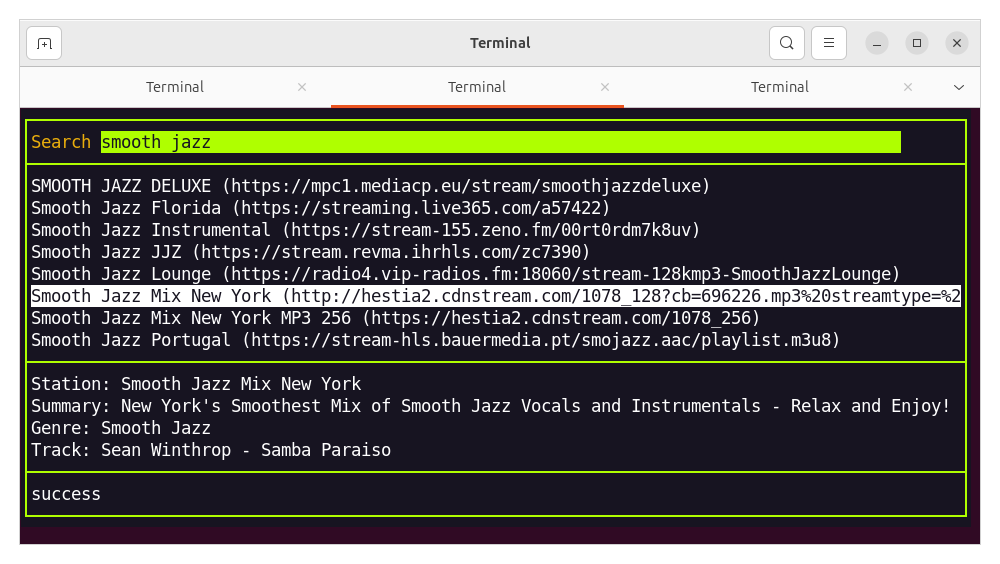 Terminal
Terminal
Terminal
Terminal
Search smooth jazz
SMOOTH JAZZ DELUXE (https://mpc1.mediacp.eu/stream/smoothjazzdeluxe)
Smooth Jazz Florida (https://streaming.live365.com/a57422)
Smooth Jazz Instrumental (https://stream-155.zeno.fm/00rt0rdm7k8uv)
Smooth Jazz JJZ (https://stream.revma.ihrhls.com/zc7390)
Smooth Jazz Lounge (https://radio4.vip-radios.fm:18060/stream-128kmp3-SmoothJazzLounge)
Smooth Jazz Mix New York (http://hestia2.cdnstream.com/1078_128?cb=696226.mp3%20streamtype=%2
Smooth Jazz Mix New York MP3 256 (https://hestia2.cdnstream.com/1078_256)
Smooth Jazz Portugal (https://stream-hls.bauermedia.pt/smojazz.aac/playlist.m3u8)
Station: Smooth Jazz Mix New York
Summary: New York's Smoothest Mix of Smooth Jazz Vocals and Instrumentals - Relax and Enjoy!
Genre: Smooth Jazz
Track: Sean Winthrop - Samba Paraiso
success